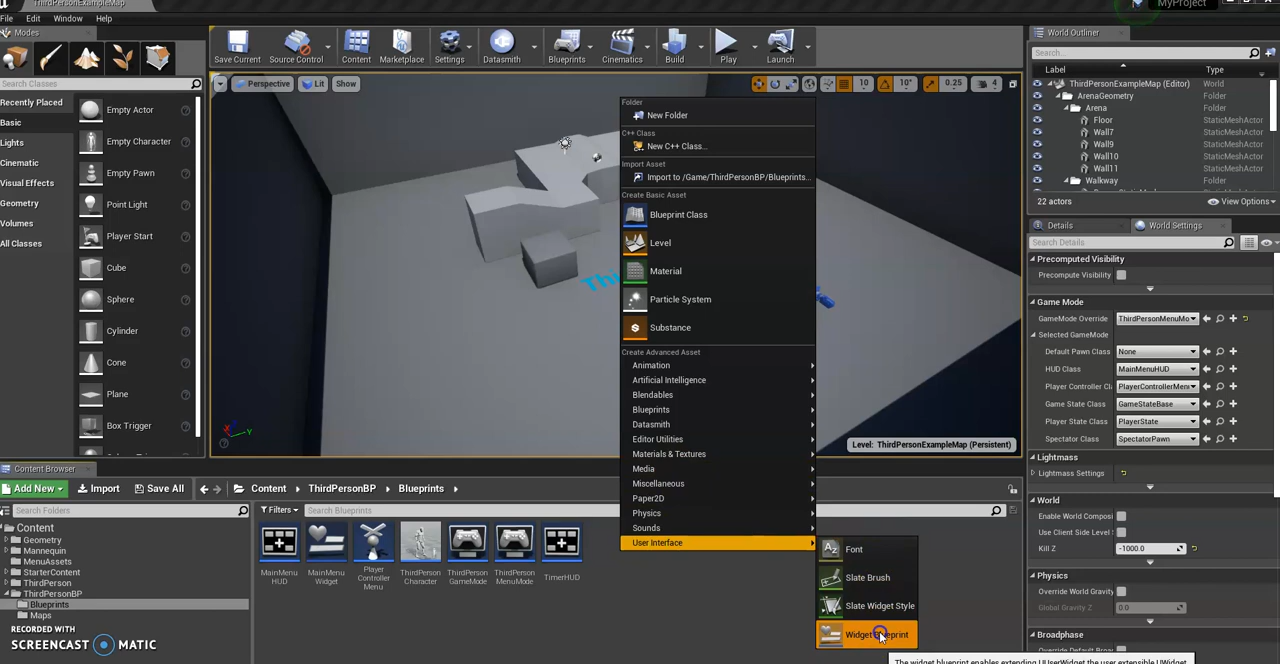 ThirdPersonExampleMap
MyProject
File
Edit
Window
Help
Modes
Search Classes
Recently Placed
Basic
Lights
Cinematic
Visual Effects
Geometry
Volumes
All Classes
Empty Actor
Empty Character
Empty Pawn
Point Light
Player Start
Cube
Sphere
Cylinder
Cone
Plane
Box Trigger
Save Current
Source Control
Content
Marketplace
Settings
Datasmith
Blueprints
Cinematics
Build
Play
Launch
Perspective
Lit
Show
10
10°
0.25
4
Level: ThirdPersonExampleMap (Persistent)
Folder
New Folder
C++ Class
New C++ Class...
Import Asset
Import to /Game/ThirdPersonBP/Blueprints...
Create Basic Asset
Blueprint Class
Level
Material
Particle System
Substance
Create Advanced Asset
Animation
Artificial Intelligence
Blendables
Blueprints
Datasmith
Editor Utilities
Materials & Textures
Media
Miscellaneous
Paper2D
Physics
Sounds
User Interface
Font
Slate Brush
Slate Widget Style
Widget Blueprint
The widget blueprint enables extending UUserWidget the user extensible UWidget.
World Outliner
Search...
Label
Type
ThirdPersonExampleMap (Editor)
World
ArenaGeometry
Folder
Arena
Folder
Floor
StaticMeshActor
Wall7
StaticMeshActor
Wall9
StaticMeshActor
Wall10
StaticMeshActor
Wall11
StaticMeshActor
Walkway
Folder
22 actors
View Options
Details
World Settings
Search Details
Precomputed Visibility
Precompute Visibility
Game Mode
GameMode Override
ThirdPersonMenuMo
Selected GameMode
Default Pawn Class
None
HUD Class
MainMenuHUD
Player Controller Cl
PlayerControllerMen
Game State Class
GameStateBase
Player State Class
PlayerState
Spectator Class
SpectatorPawn
Lightmass
Lightmass Settings
World
Enable World Compos
Use Client Side Level
Kill Z
-1000.0
Physics
Override World Gravity
Global Gravity Z
0.0
Broadphase
Content Browser
Add New
Import
Save All
Content
ThirdPersonBP
Blueprints
Search Folders
Filters
Search Blueprints
Content
Geometry
Mannequin
MenuAssets
StarterContent
ThirdPerson
ThirdPersonBP
Blueprints
Maps
MainMenu HUD
MainMenu Widget
Player Controller Menu
ThirdPerson Character
ThirdPerson GameMode
ThirdPerson MenuMode
TimerHUD
RECORDED WITH
SCREENCAST MATIC